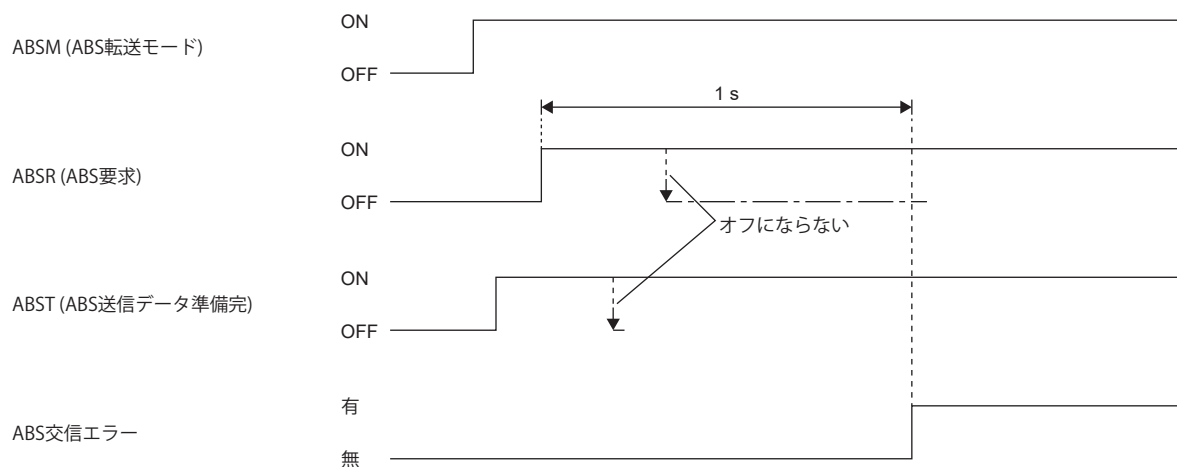 ABSM (ABS転送モード)
ON
OFF
1 s
ABSR (ABS要求)
ON
OFF
オフにならない
ABST (ABS送信データ準備完)
ON
OFF
ABS交信エラー
有
無